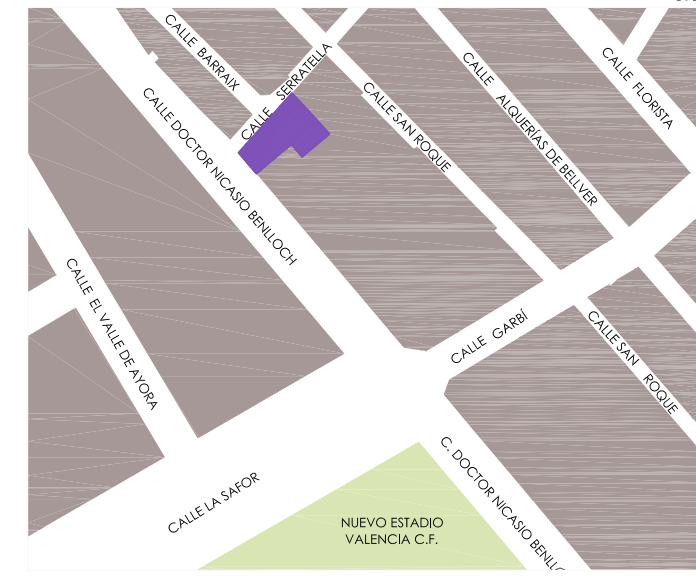 CALLE BARRAIX
CALLE SERRATELLA
CALLE FLORISTA
CALLE DOCTOR NICASIO BENLLOCH
CALLE SAN ROQUE
CALLE ALQUERÍAS DE BELLVER
CALLE EL VALLE DE AYORA
CALLE GARBÍ
CALLE SAN ROQUE
CALLE LA SAFOR
C. DOCTOR NICASIO
NUEVO ESTADIO
VALENCIA C.F.